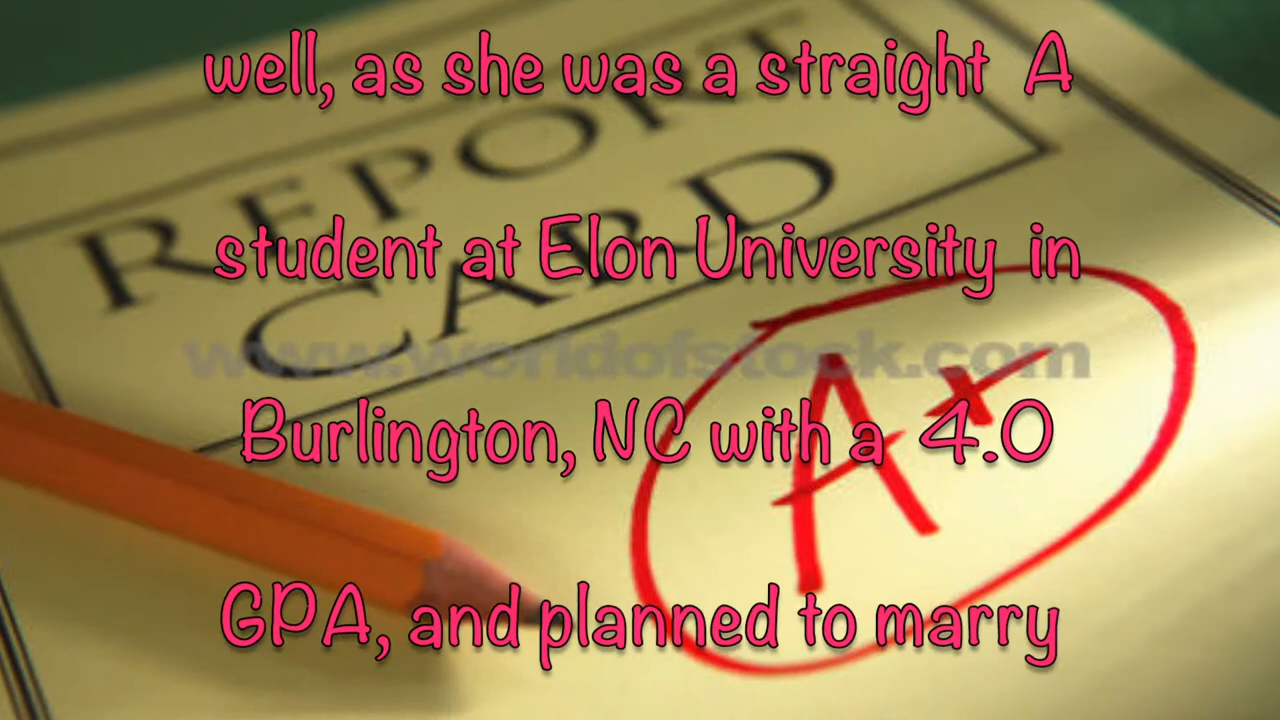 well, as she was a straight A
REPORT
student at Elon University in
CARD
www.worldofstock.com
A+
Burlington, NC with a 4.0
GPA, and planned to marry